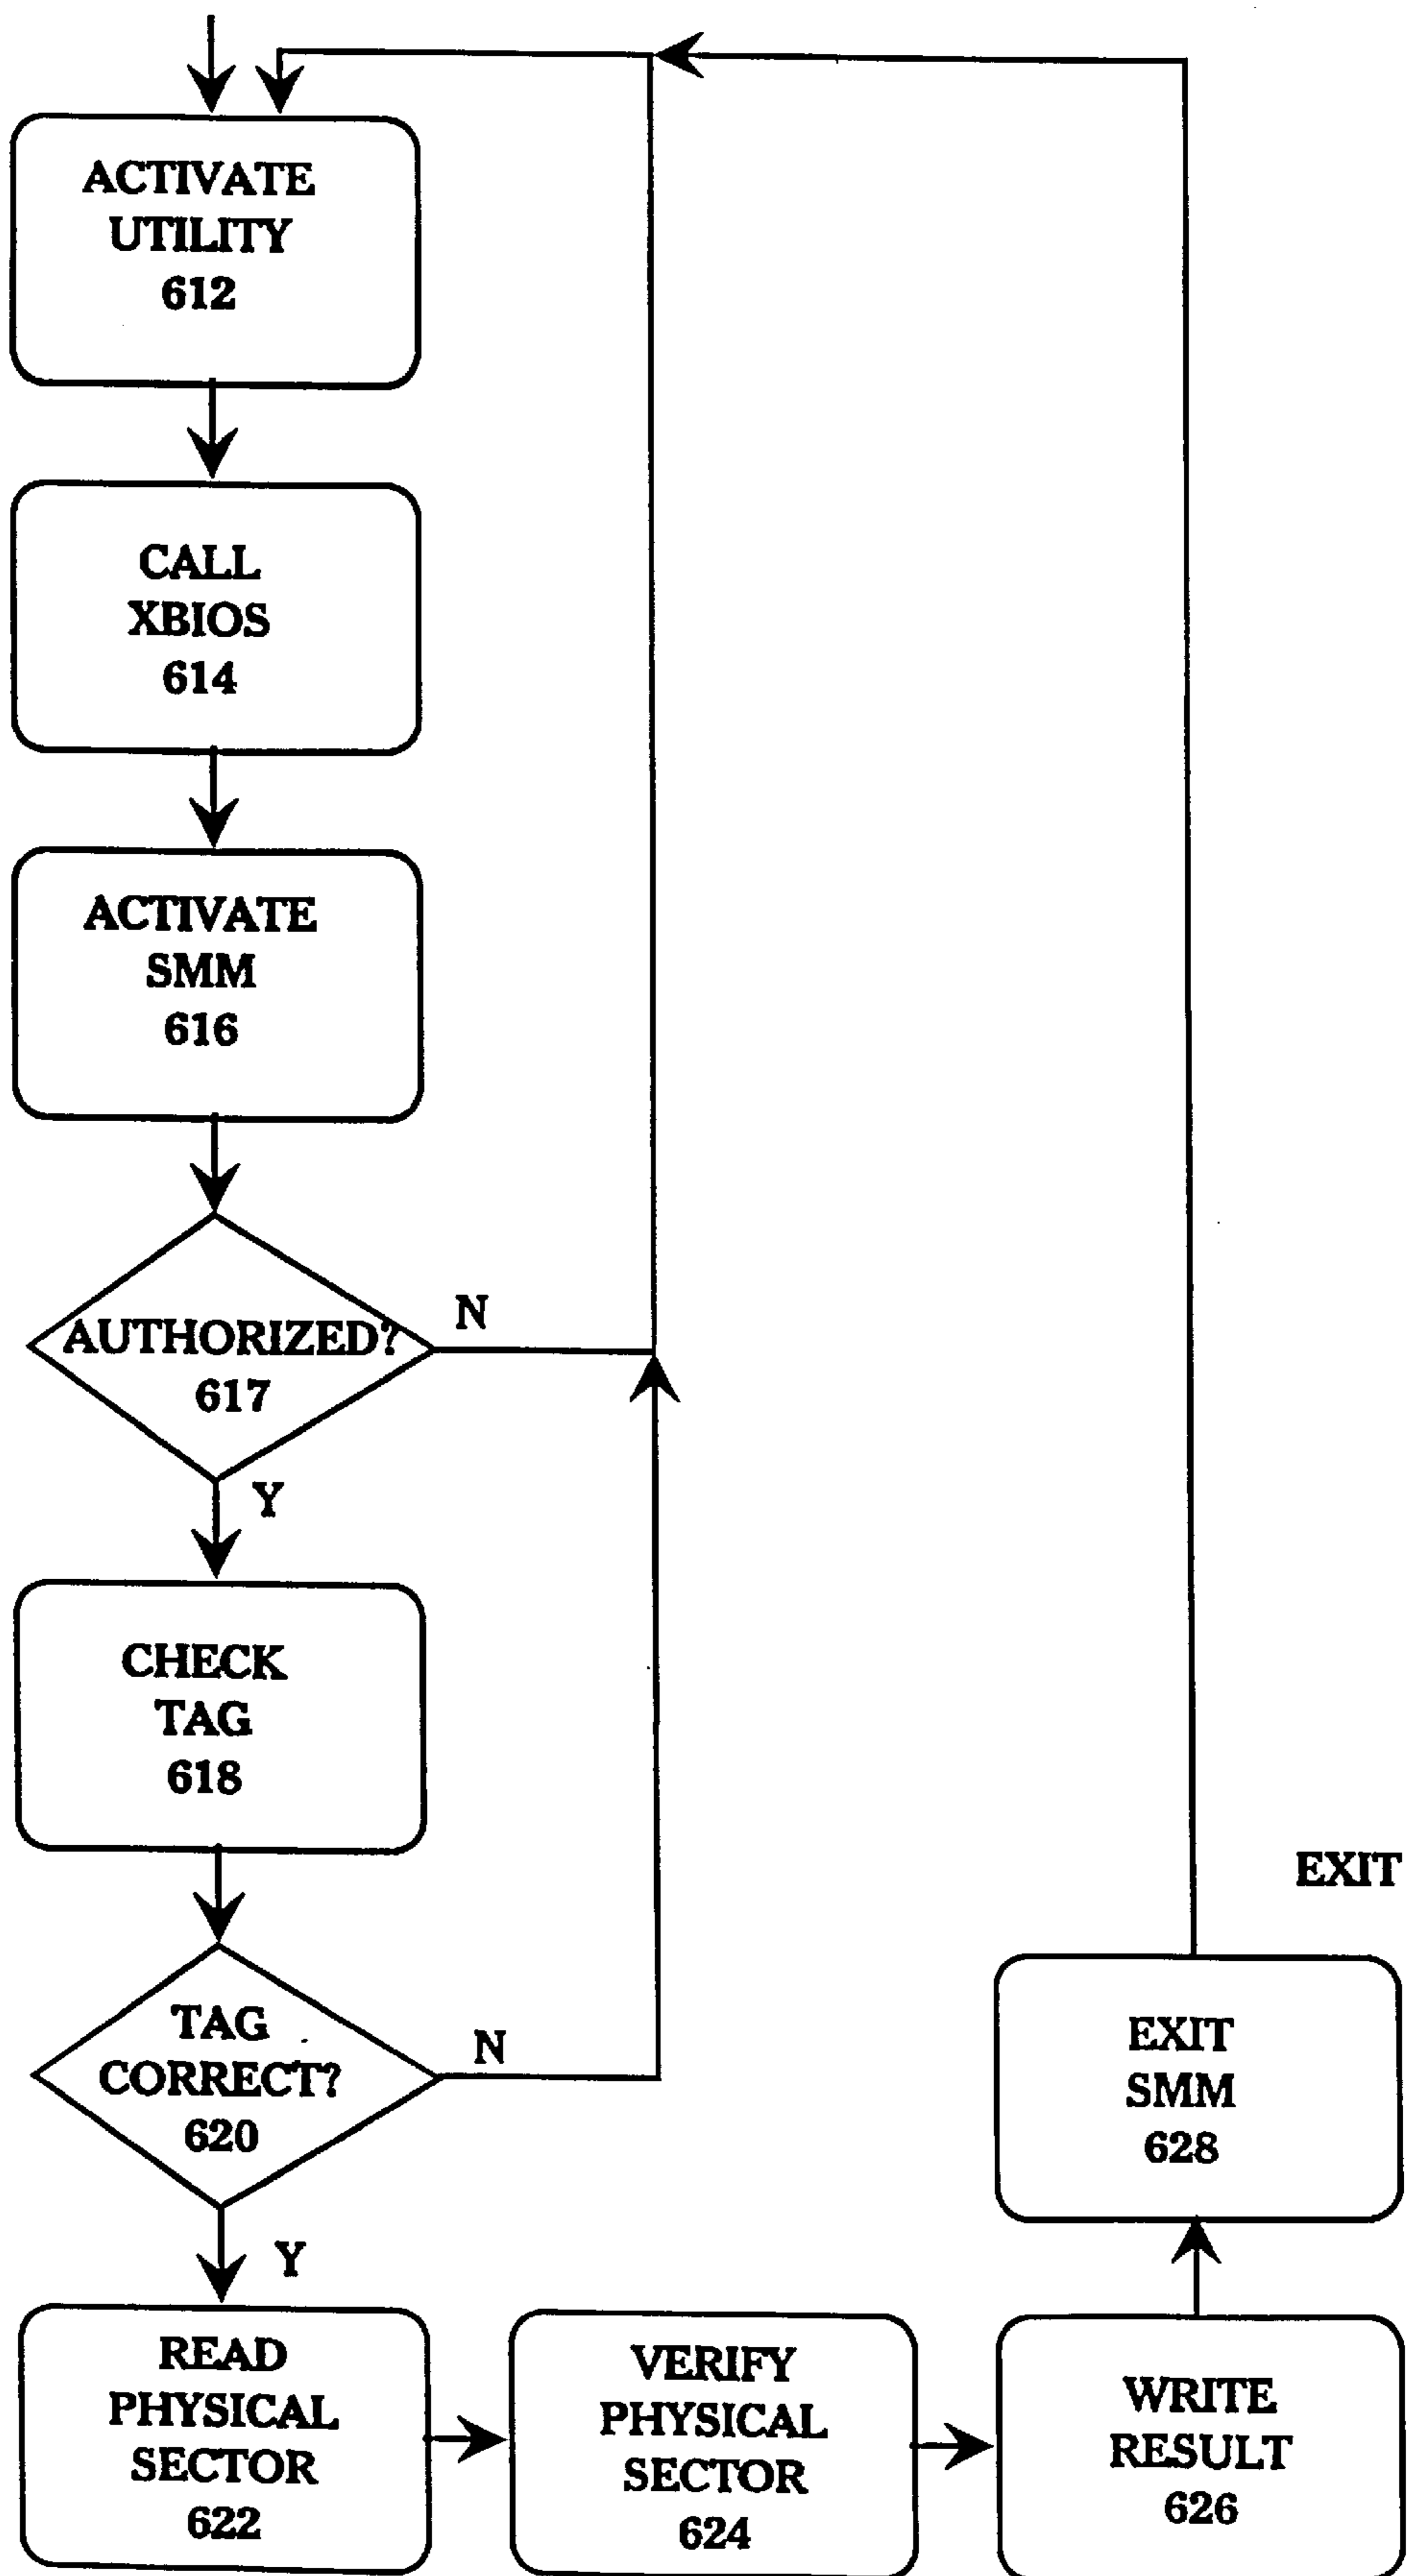 ACTIVATE
UTILITY
612
CALL
XBIOS
614
ACTIVATE
SMM
616
AUTHORIZED?
617
N
Y
CHECK
TAG
618
TAG
CORRECT?
620
N
Y
READ
PHYSICAL
SECTOR
622
VERIFY
PHYSICAL
SECTOR
624
WRITE
RESULT
626
EXIT
SMM
628
EXIT